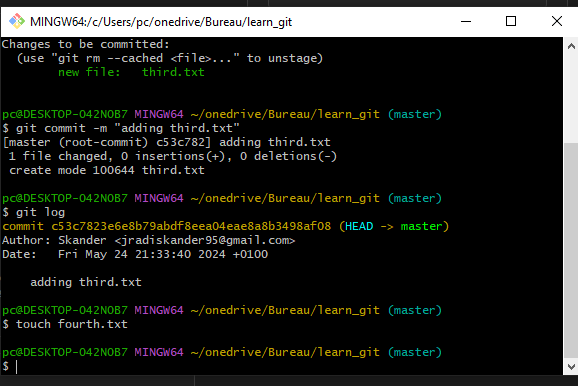 MINGW64:/c/Users/pc/onedrive/Bureau/learn_git
Changes to be committed:
  (use "git rm --cached <file>..." to unstage)
        new file:   third.txt

pc@DESKTOP-O42NOB7 MINGW64 ~/onedrive/Bureau/learn_git (master)
$ git commit -m "adding third.txt"
[master (root-commit) c53c782] adding third.txt
 1 file changed, 0 insertions(+), 0 deletions(-)
 create mode 100644 third.txt

pc@DESKTOP-O42NOB7 MINGW64 ~/onedrive/Bureau/learn_git (master)
$ git log
commit c53c7823e6e8b79abdf8eea04eae8a8b3498af08 (HEAD -> master)
Author: Skander <jradiskander95@gmail.com>
Date:   Fri May 24 21:33:40 2024 +0100

    adding third.txt

pc@DESKTOP-O42NOB7 MINGW64 ~/onedrive/Bureau/learn_git (master)
$ touch fourth.txt

pc@DESKTOP-O42NOB7 MINGW64 ~/onedrive/Bureau/learn_git (master)
$